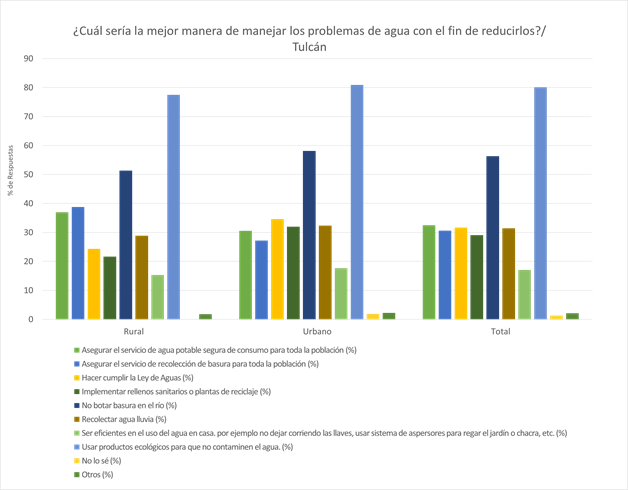 ¿Cuál sería la mejor manera de manejar los problemas de agua con el fin de reducirlos?/
Tulcán
90
80
70
60
50
40
30
20
10
0
% de Respuestas
Rural
Urbano
Total
Asegurar el servicio de agua potable segura de consumo para toda la población (%)
Asegurar el servicio de recolección de basura para toda la población (%)
Hacer cumplir la Ley de Aguas (%)
Implementar rellenos sanitarios o plantas de reciclaje (%)
No botar basura en el río (%)
Recolectar agua lluvia (%)
Ser eficientes en el uso del agua en casa. por ejemplo no dejar corriendo las llaves, usar sistema de aspersores para regar el jardín o chacra, etc. (%)
Usar productos ecológicos para que no contaminen el agua. (%)
No lo sé (%)
Otros (%)